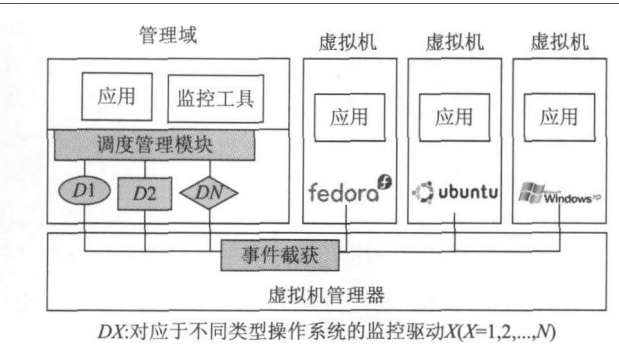 管理域
虚拟机
虚拟机
虚拟机
应用
监控工具
应用
应用
应用
调度管理模块
D1
D2
DN
fedora
ubuntu
Windows xp
事件截获
虚拟机管理器
DX:对应于不同类型操作系统的监控驱动X(X=1,2,...,N)